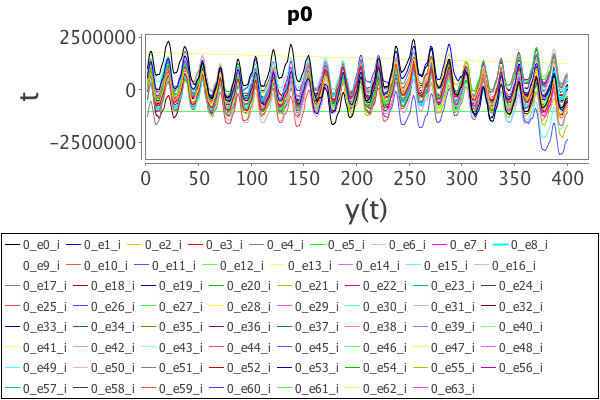 p0
2500000
0
−2500000
t
0 50 100 150 200 250 300 350 400
y(t)
0_e0_i 0_e1_i 0_e2_i 0_e3_i 0_e4_i 0_e5_i 0_e6_i 0_e7_i 0_e8_i
0_e9_i 0_e10_i 0_e11_i 0_e12_i 0_e13_i 0_e14_i 0_e15_i 0_e16_i
0_e17_i 0_e18_i 0_e19_i 0_e20_i 0_e21_i 0_e22_i 0_e23_i 0_e24_i
0_e25_i 0_e26_i 0_e27_i 0_e28_i 0_e29_i 0_e30_i 0_e31_i 0_e32_i
0_e33_i 0_e34_i 0_e35_i 0_e36_i 0_e37_i 0_e38_i 0_e39_i 0_e40_i
0_e41_i 0_e42_i 0_e43_i 0_e44_i 0_e45_i 0_e46_i 0_e47_i 0_e48_i
0_e49_i 0_e50_i 0_e51_i 0_e52_i 0_e53_i 0_e54_i 0_e55_i 0_e56_i
0_e57_i 0_e58_i 0_e59_i 0_e60_i 0_e61_i 0_e62_i 0_e63_i